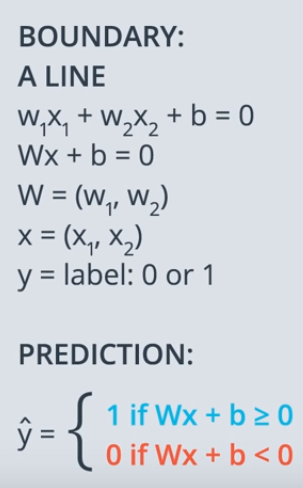 BOUNDARY:
A LINE
w₁x₁ + w₂x₂ + b = 0
Wx + b = 0
W = (w₁, w₂)
x = (x₁, x₂)
y = label: 0 or 1
PREDICTION:
ŷ = { 1 if Wx + b ≥ 0
0 if Wx + b < 0